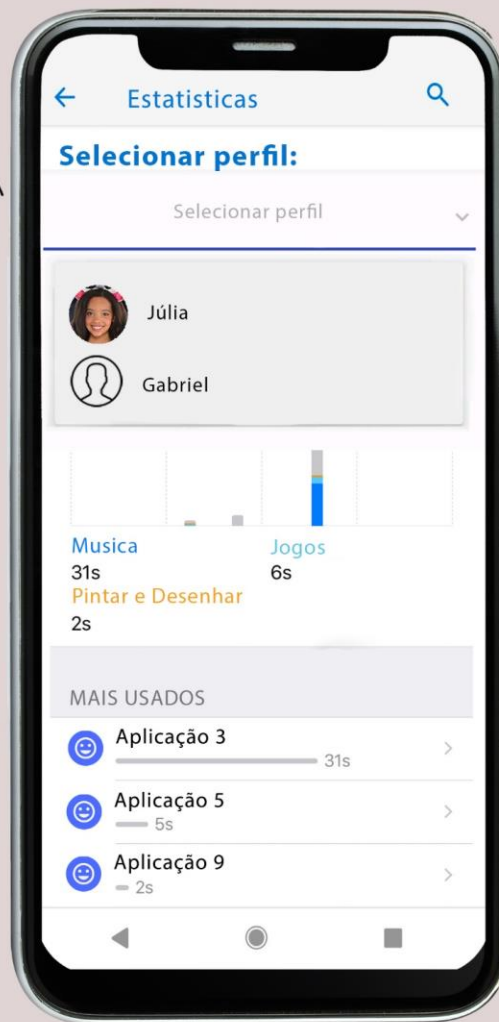 Estatisticas
Selecionar perfil:
Selecionar perfil
Júlia
Gabriel
Musica
Jogos
31s
6s
Pintar e Desenhar
2s
MAIS USADOS
Aplicação 3
31s
Aplicação 5
5s
Aplicação 9
2s